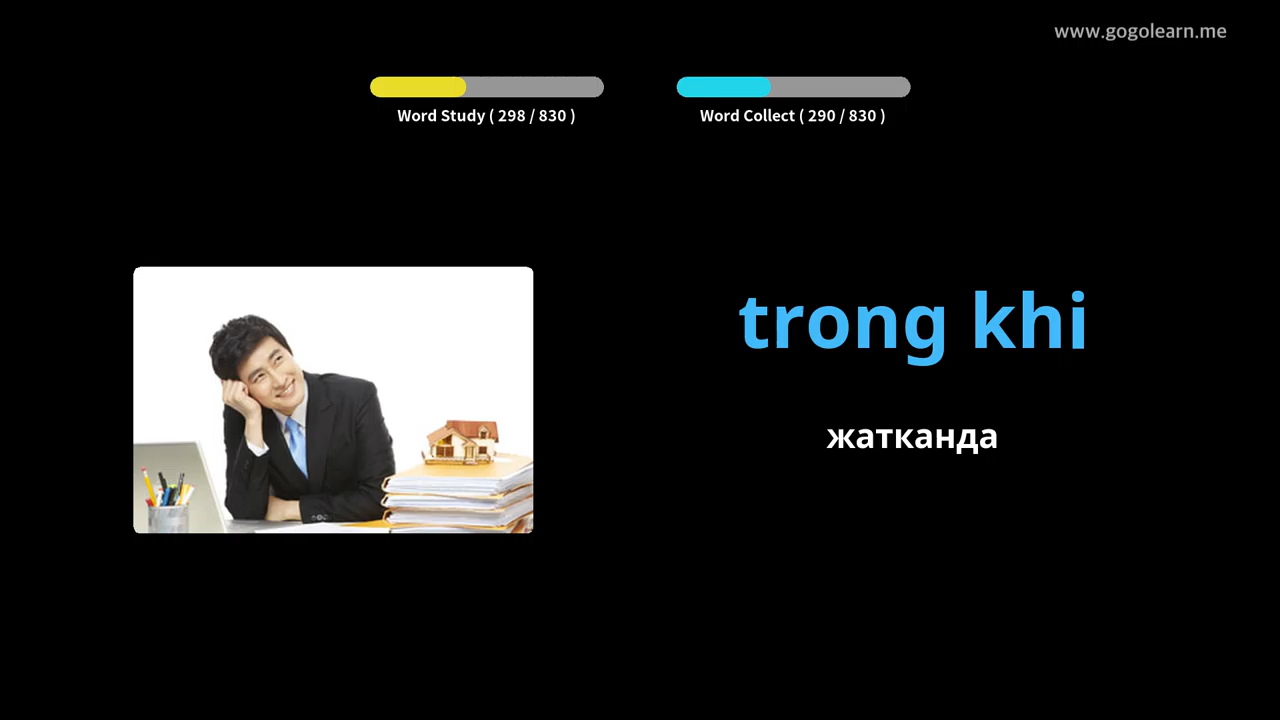 www.gogolearn.me
Word Study ( 298 / 830 )
Word Collect ( 290 / 830 )
trong khi
жатканда